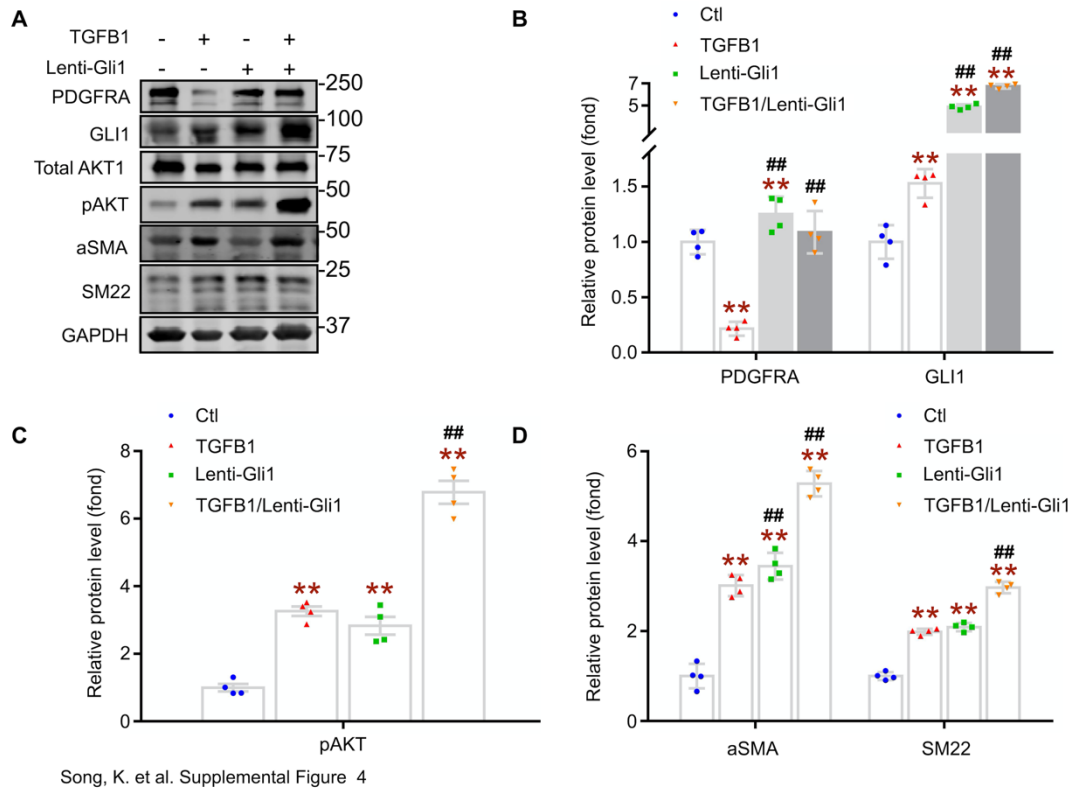 A
TGFB1 - + - +
Lenti-Gli1 - - + +
PDGFRA -250
GLI1 -100
Total AKT1 -75
pAKT -50
aSMA -50
SM22 -25
GAPDH -37
B
Ctl
TGFB1
Lenti-Gli1
TGFB1/Lenti-Gli1
Relative protein level (fond)
7
5
1.5
1.0
0.5
0.0
**
## **
##
**
## **
## **
PDGFRA GLI1
C
Ctl
TGFB1
Lenti-Gli1
TGFB1/Lenti-Gli1
Relative protein level (fond)
8
6
4
2
0
**
**
## **
pAKT
D
Ctl
TGFB1
Lenti-Gli1
TGFB1/Lenti-Gli1
Relative protein level (fond)
6
4
2
0
**
## **
## **
**
**
## **
aSMA SM22
Song, K. et al. Supplemental Figure 4